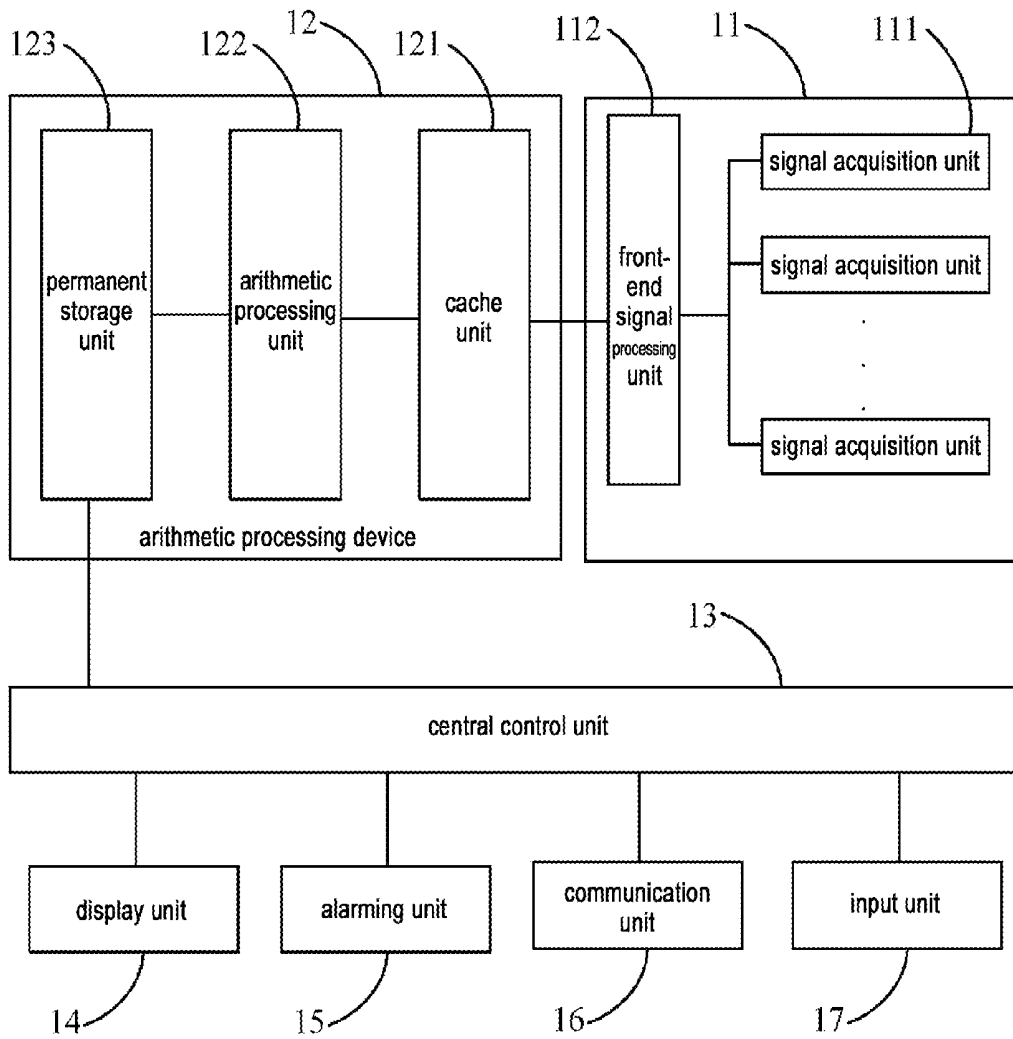 123
122
12
121
112
11
111
permanent
storage
unit
arithmetic
processing
unit
cache
unit
front-
end
signal
processing
unit
signal acquisition unit
signal acquisition unit
.
.
.
signal acquisition unit
arithmetic processing device
13
central control unit
display unit
alarming unit
communication
unit
input unit
14
15
16
17